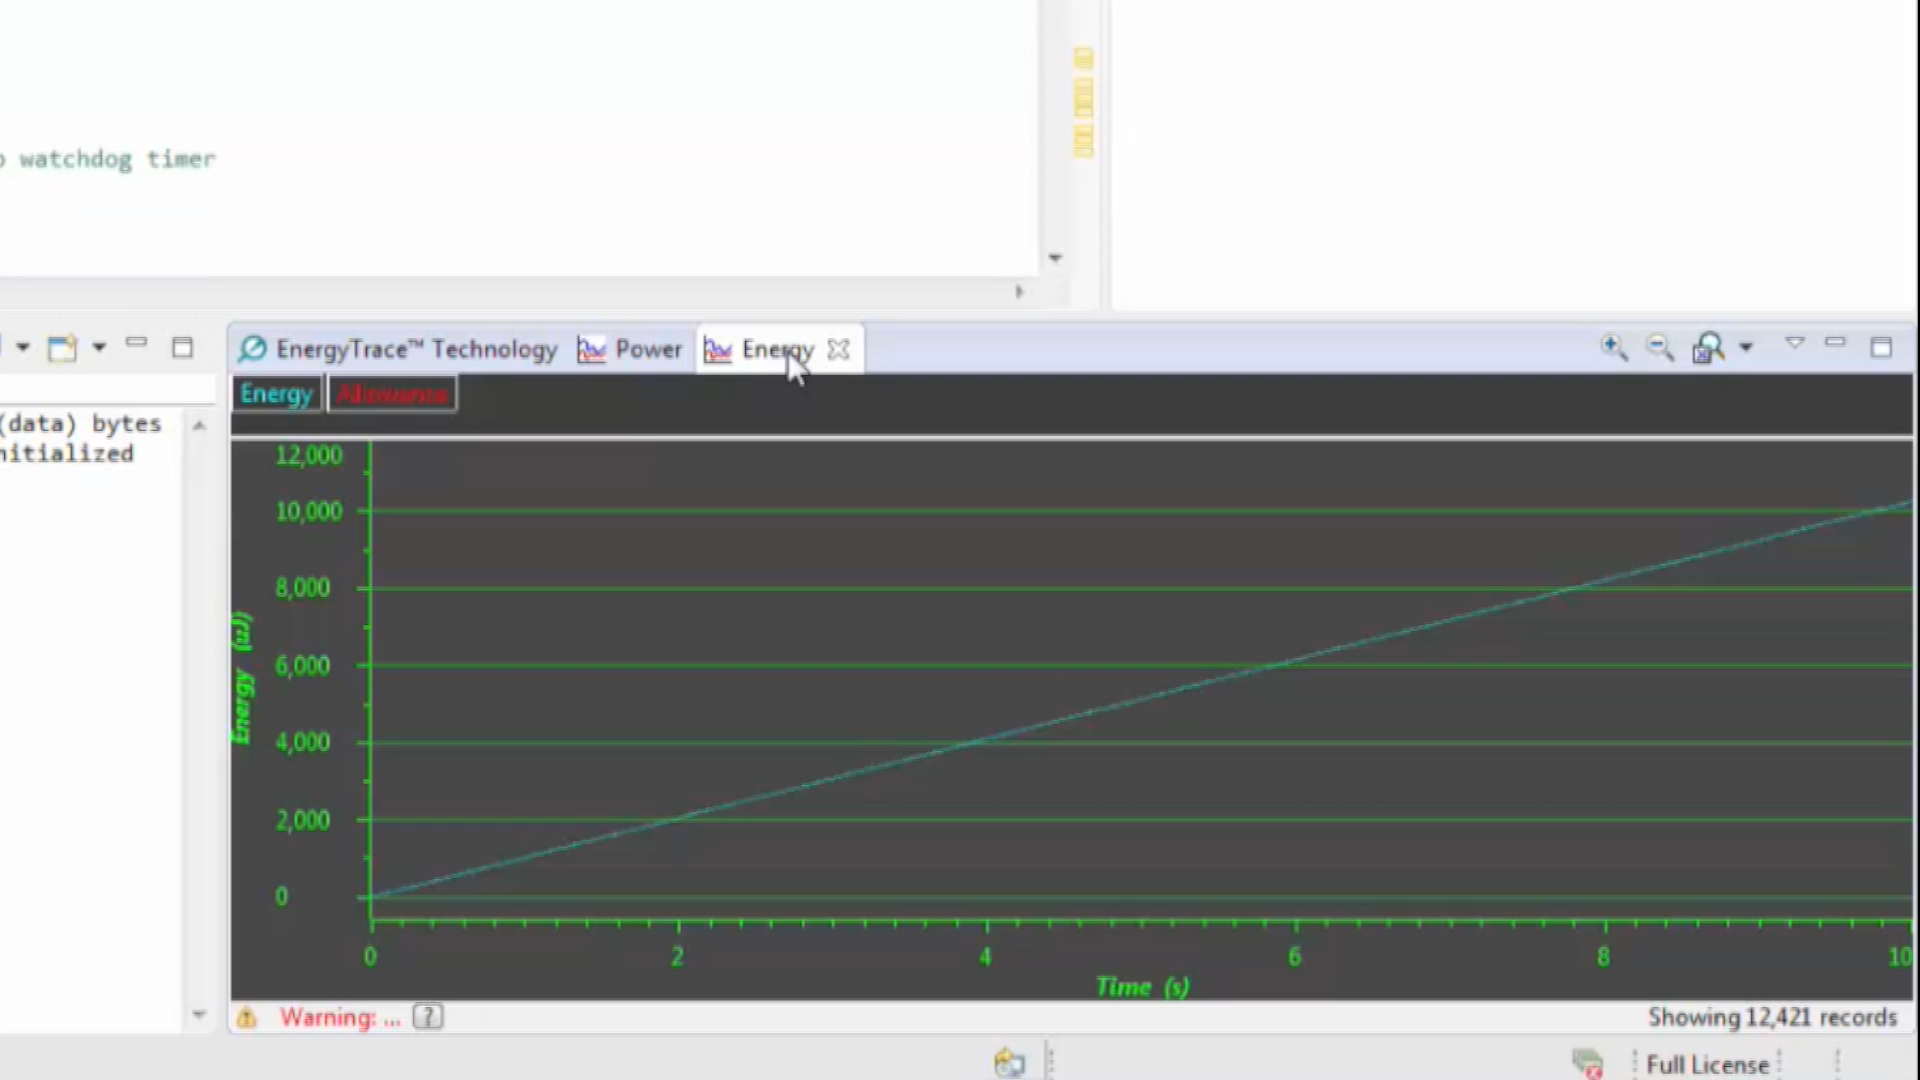 watchdog timer
EnergyTrace™ Technology Power Energy
Energy Allowance
(data) bytes
nitialized
12,000
10,000
8,000
6,000
4,000
2,000
0
Energy (uJ)
0 2 4 6 8 10
Time (s)
Warning: ... ?
Showing 12,421 records
Full License